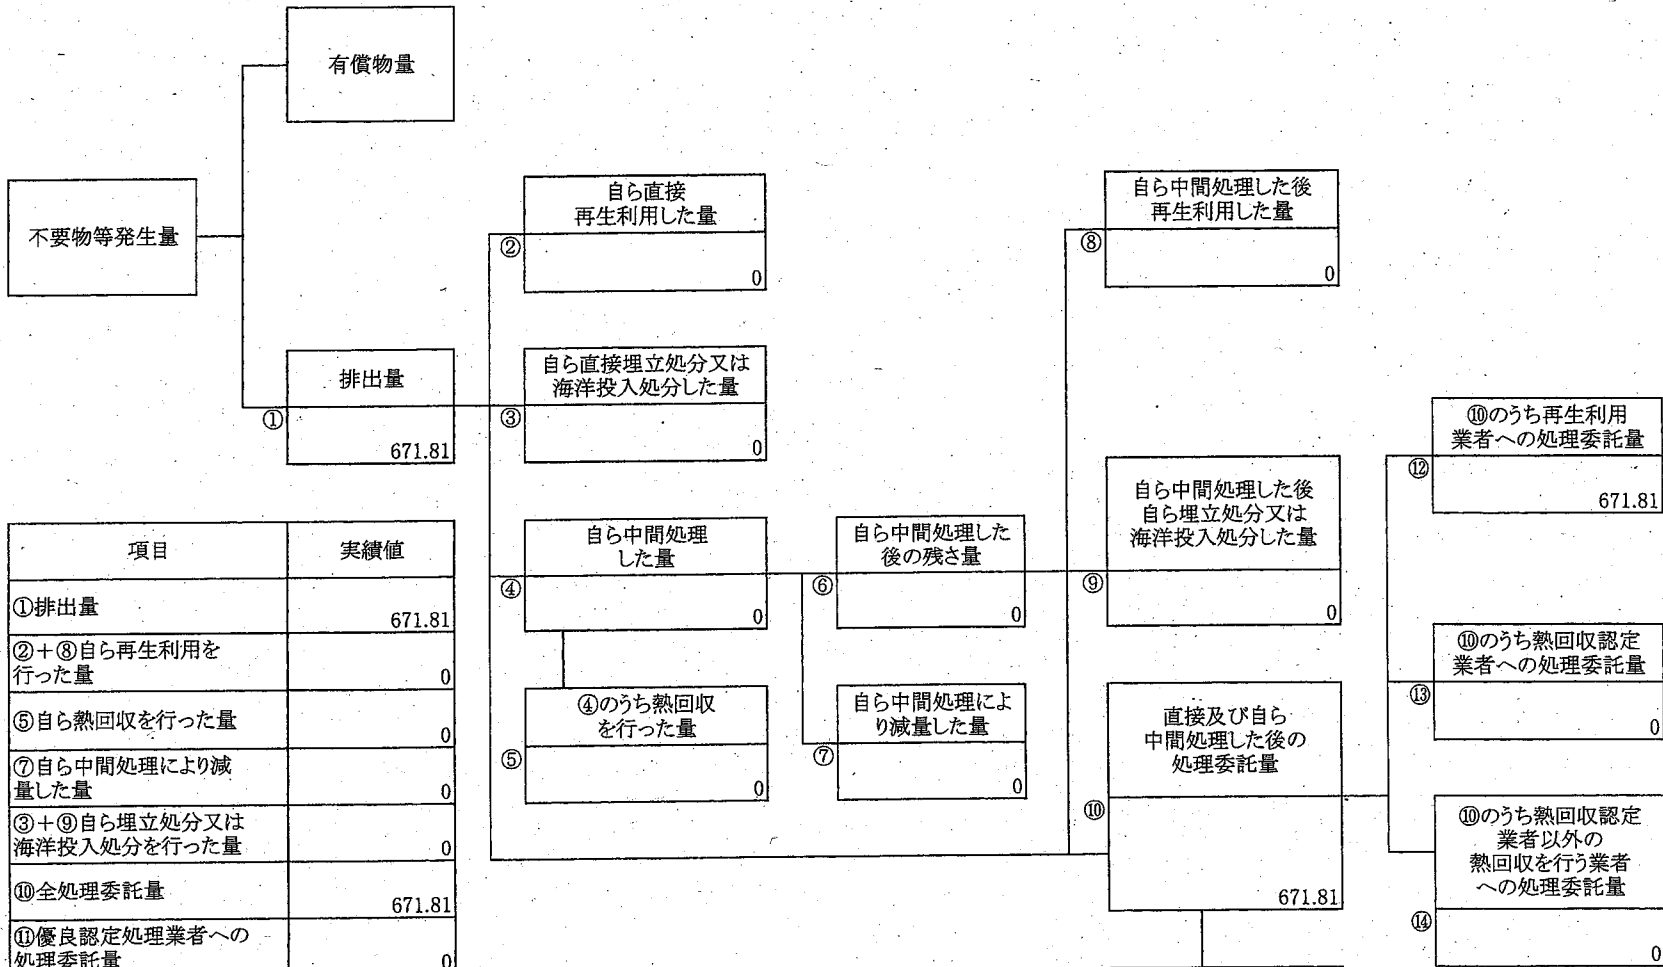 有償物量
不要物等発生量
排出量
①
671.81
自ら直接
再生利用した量
②
0
自ら直接埋立処分又は
海洋投入処分した量
③
0
自ら中間処理
した量
④
0
④のうち熱回収
を行った量
⑤
0
自ら中間処理した
後の残さ量
⑥
0
自ら中間処理によ
り減量した量
⑦
0
自ら中間処理した後
再生利用した量
⑧
0
自ら中間処理した後
自ら埋立処分又は
海洋投入処分した量
⑨
0
直接及び自ら
中間処理した後の
処理委託量
⑩
671.81
⑩のうち再生利用
業者への処理委託量
⑫
671.81
⑩のうち熱回収認定
業者への処理委託量
⑬
0
⑩のうち熱回収認定
業者以外の
熱回収を行う業者
への処理委託量
⑭
0
項目 実績値
①排出量 671.81
②+⑧自ら再生利用を
行った量 0
⑤自ら熱回収を行った量 0
⑦自ら中間処理により減
量した量 0
③+⑨自ら埋立処分又は
海洋投入処分を行った量 0
⑩全処理委託量 671.81
⑪優良認定処理業者への
処理委託量 0